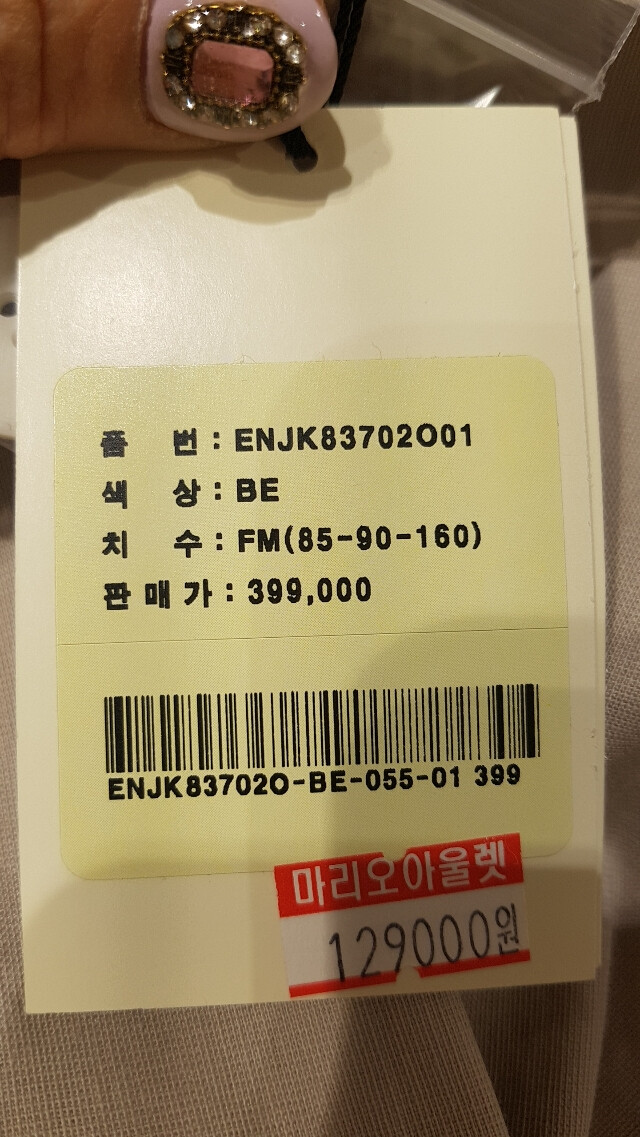 품 번 : ENJK83702O01
색 상 : BE
치 수 : FM(85-90-160)
판 매 가 : 399,000
ENJK83702O-BE-055-01 399
마리오아울렛
129000원